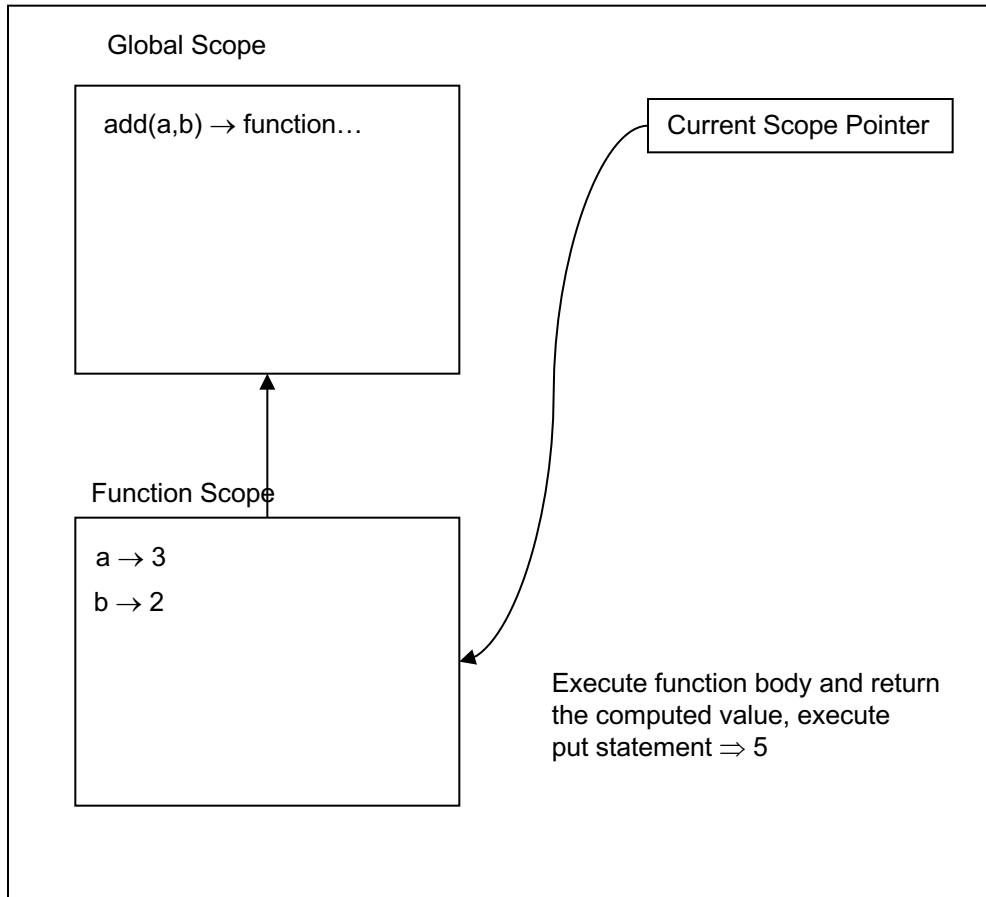 Global Scope
add(a,b) → function…
Current Scope Pointer
Function Scope
a → 3
b → 2
Execute function body and return
the computed value, execute
put statement ⇒ 5